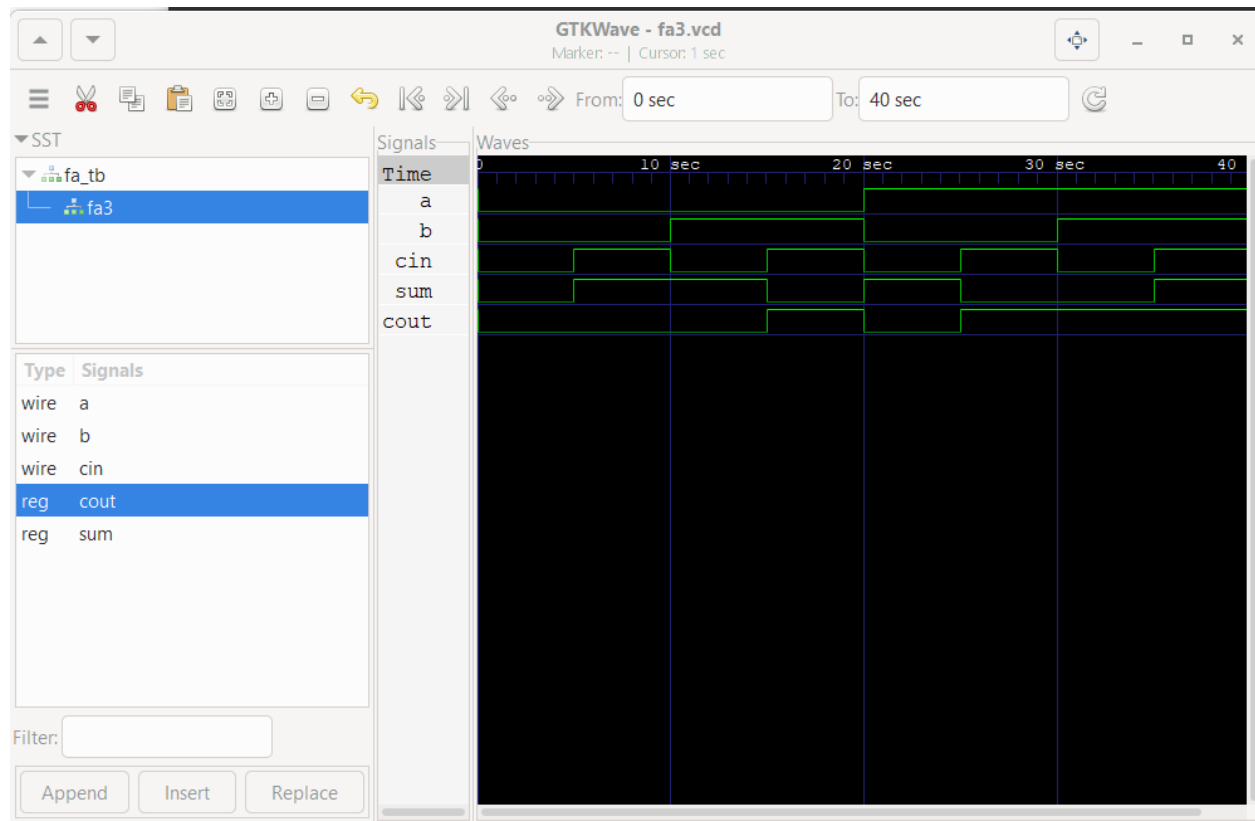 GTKWave - fa3.vcd
Marker: -- | Cursor: 1 sec
From: 0 sec To: 40 sec
SST
fa_tb
fa3
Type Signals
wire a
wire b
wire cin
reg cout
reg sum
Filter:
Append Insert Replace
Signals
Time
a
b
cin
sum
cout
Waves
0 10 sec 20 sec 30 sec 40